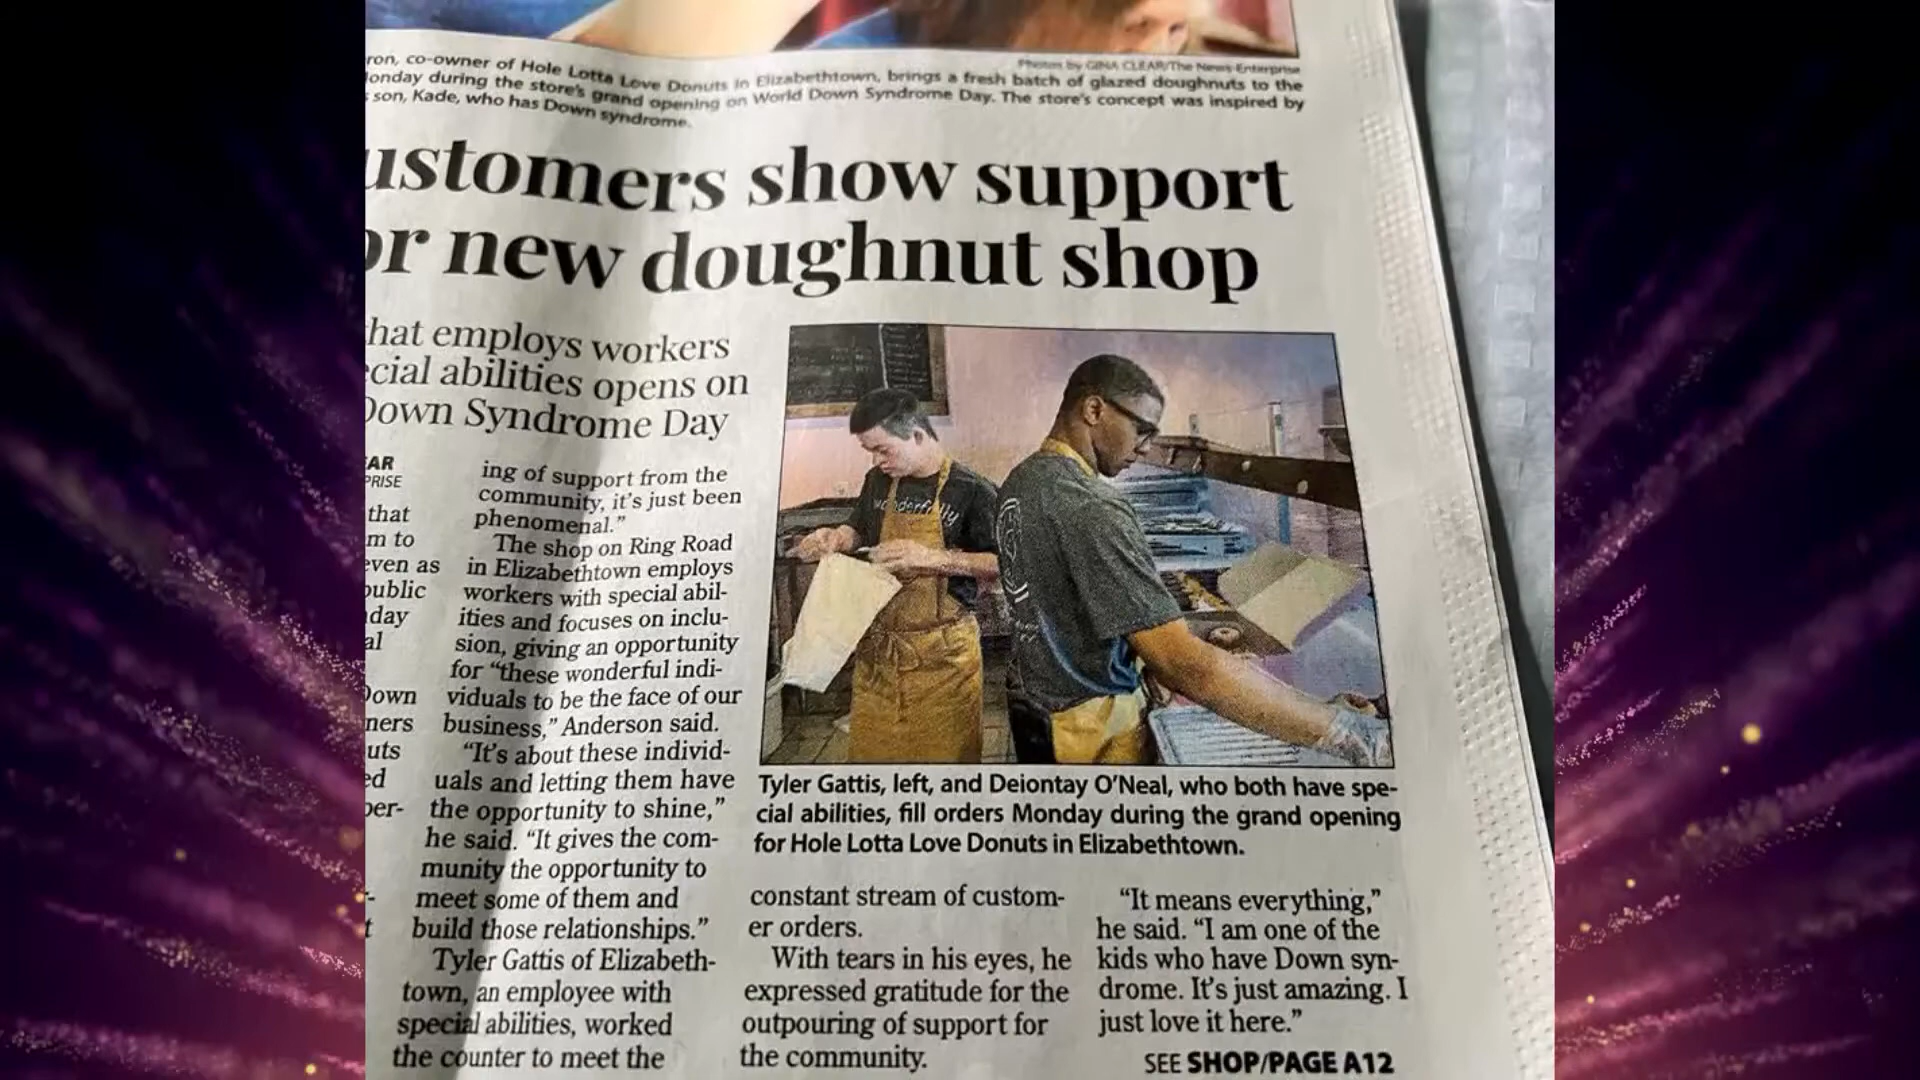 ron, co-owner of Hole Lotta Love Donuts in Elizabethtown, brings a fresh batch of glazed doughnuts to the
onday during the store's grand opening on World Down Syndrome Day. The store's concept was inspired by
son, Kade, who has Down syndrome.
Photos by GINA CLEAR/The News-Enterprise
ustomers show support
or new doughnut shop
hat employs workers
cial abilities opens on
Down Syndrome Day
EAR
PRISE
that
m to
even as
public
day
al
Down
ners
uts
ed
per-
r-
t
ing of support from the
community, it's just been
phenomenal."
The shop on Ring Road
in Elizabethtown employs
workers with special abil-
ities and focuses on inclu-
sion, giving an opportunity
for "these wonderful indi-
viduals to be the face of our
business," Anderson said.
"It's about these individ-
uals and letting them have
the opportunity to shine,"
he said. "It gives the com-
munity the opportunity to
meet some of them and
build those relationships."
Tyler Gattis of Elizabeth-
town, an employee with
special abilities, worked
the counter to meet the
wonderfully
Tyler Gattis, left, and Deiontay O'Neal, who both have spe-
cial abilities, fill orders Monday during the grand opening
for Hole Lotta Love Donuts in Elizabethtown.
constant stream of custom-
er orders.
With tears in his eyes, he
expressed gratitude for the
outpouring of support for
the community.
"It means everything,"
he said. "I am one of the
kids who have Down syn-
drome. It's just amazing. I
just love it here."
SEE SHOP/PAGE A12